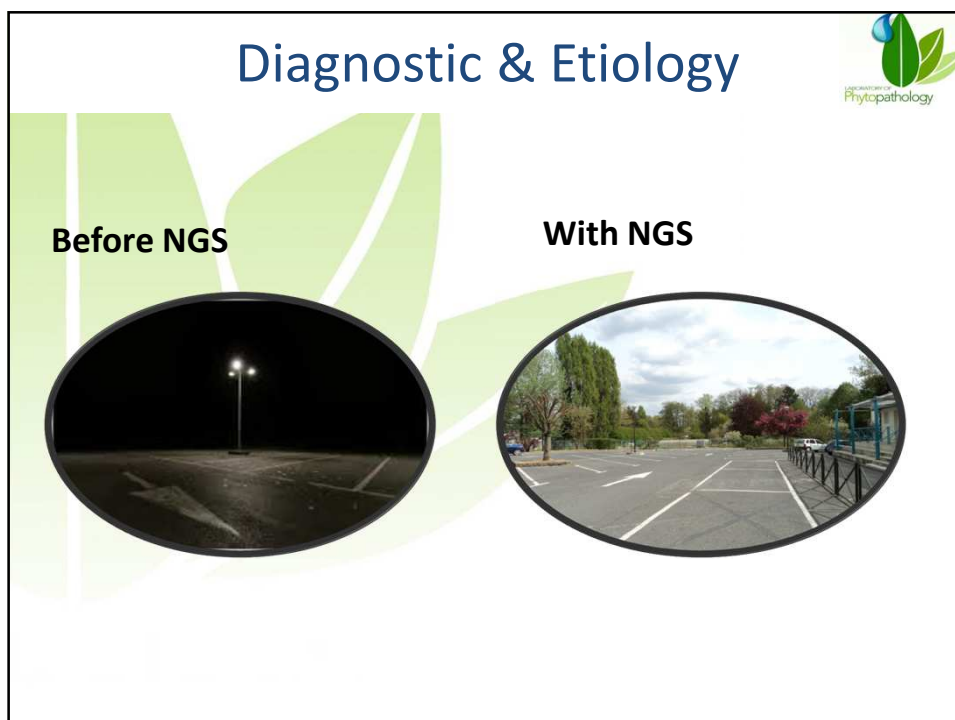 Diagnostic & Etiology
LABORATORY OF
Phytopathology
Before NGS
With NGS